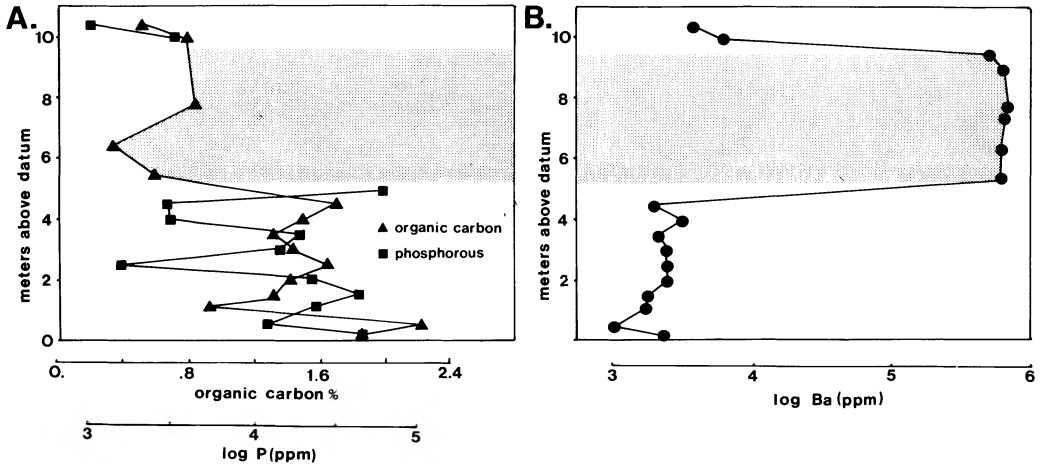 A.
10
8
6
4
2
0
meters above datum
organic carbon
phosphorous
0. .8 1.6 2.4
organic carbon %
3 4 5
log P(ppm)
B.
10
8
6
4
2
meters above datum
3 4 5 6
log Ba(ppm)